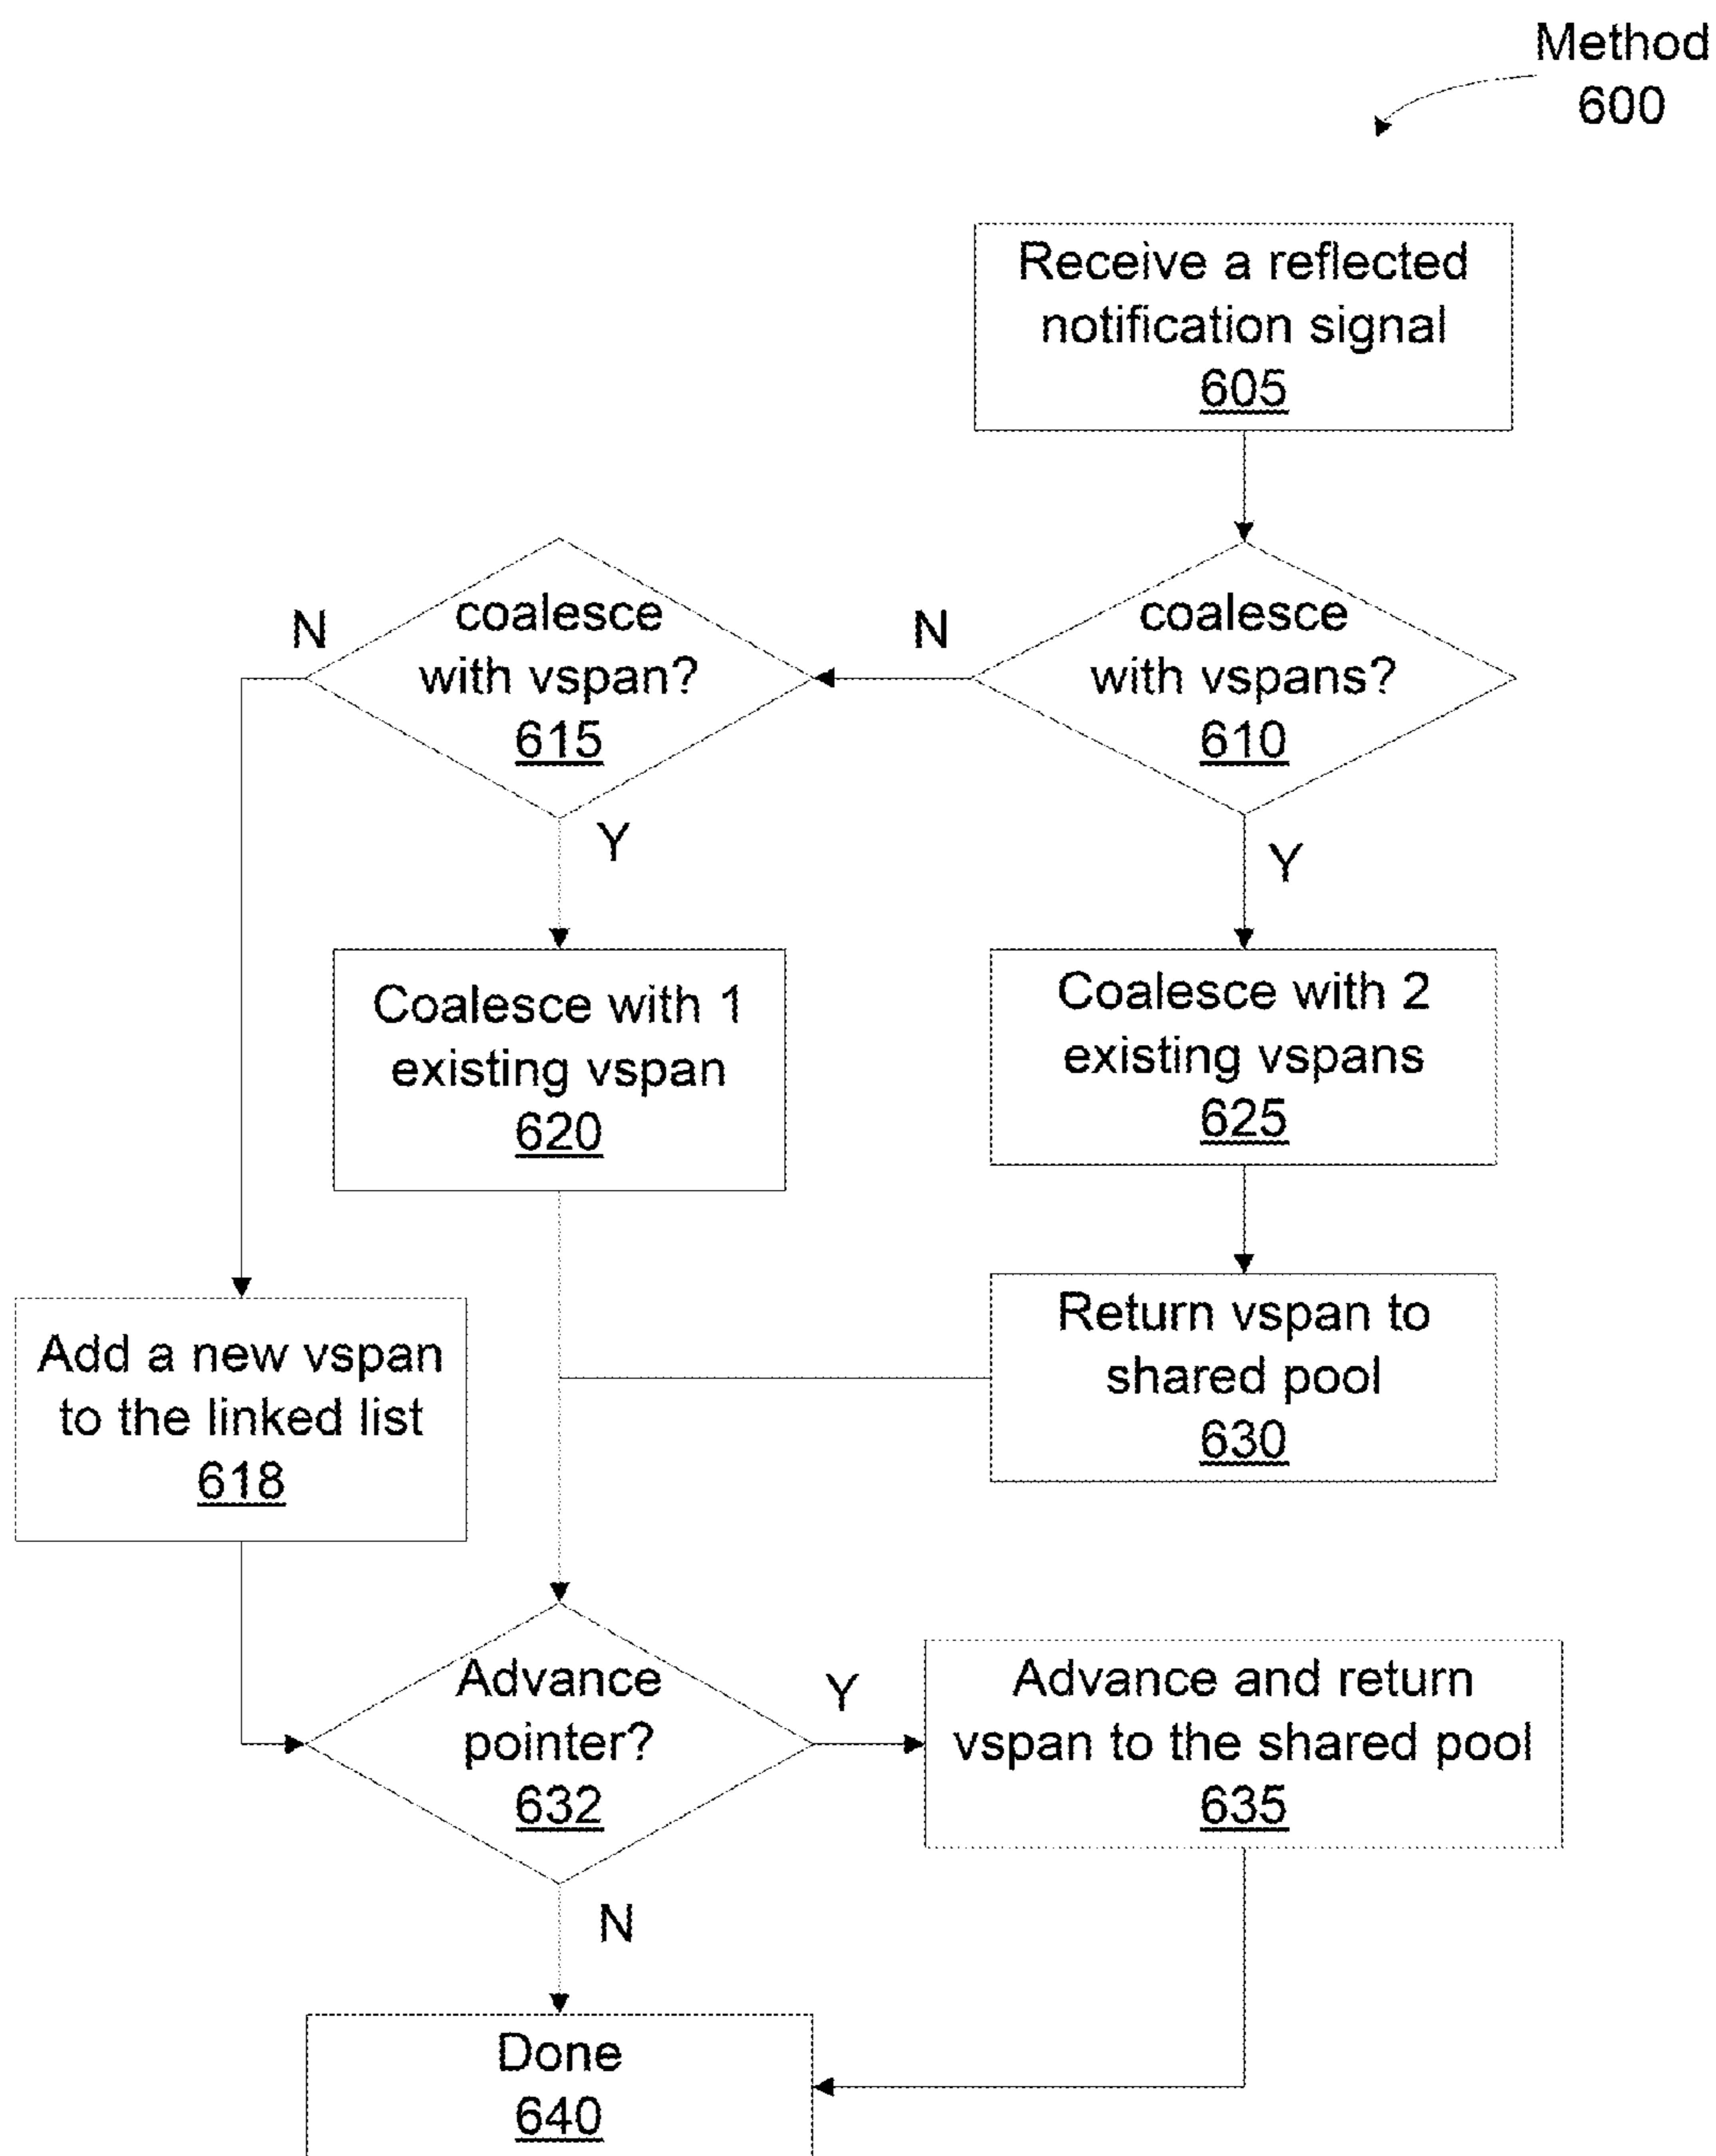 Method
600
Receive a reflected
notification signal
605
coalesce
with vspan?
615
N
Y
coalesce
with vspans?
610
N
Y
Coalesce with 1
existing vspan
620
Coalesce with 2
existing vspans
625
Add a new vspan
to the linked list
618
Return vspan to
shared pool
630
Advance
pointer?
632
Y
N
Advance and return
vspan to the shared pool
635
Done
640